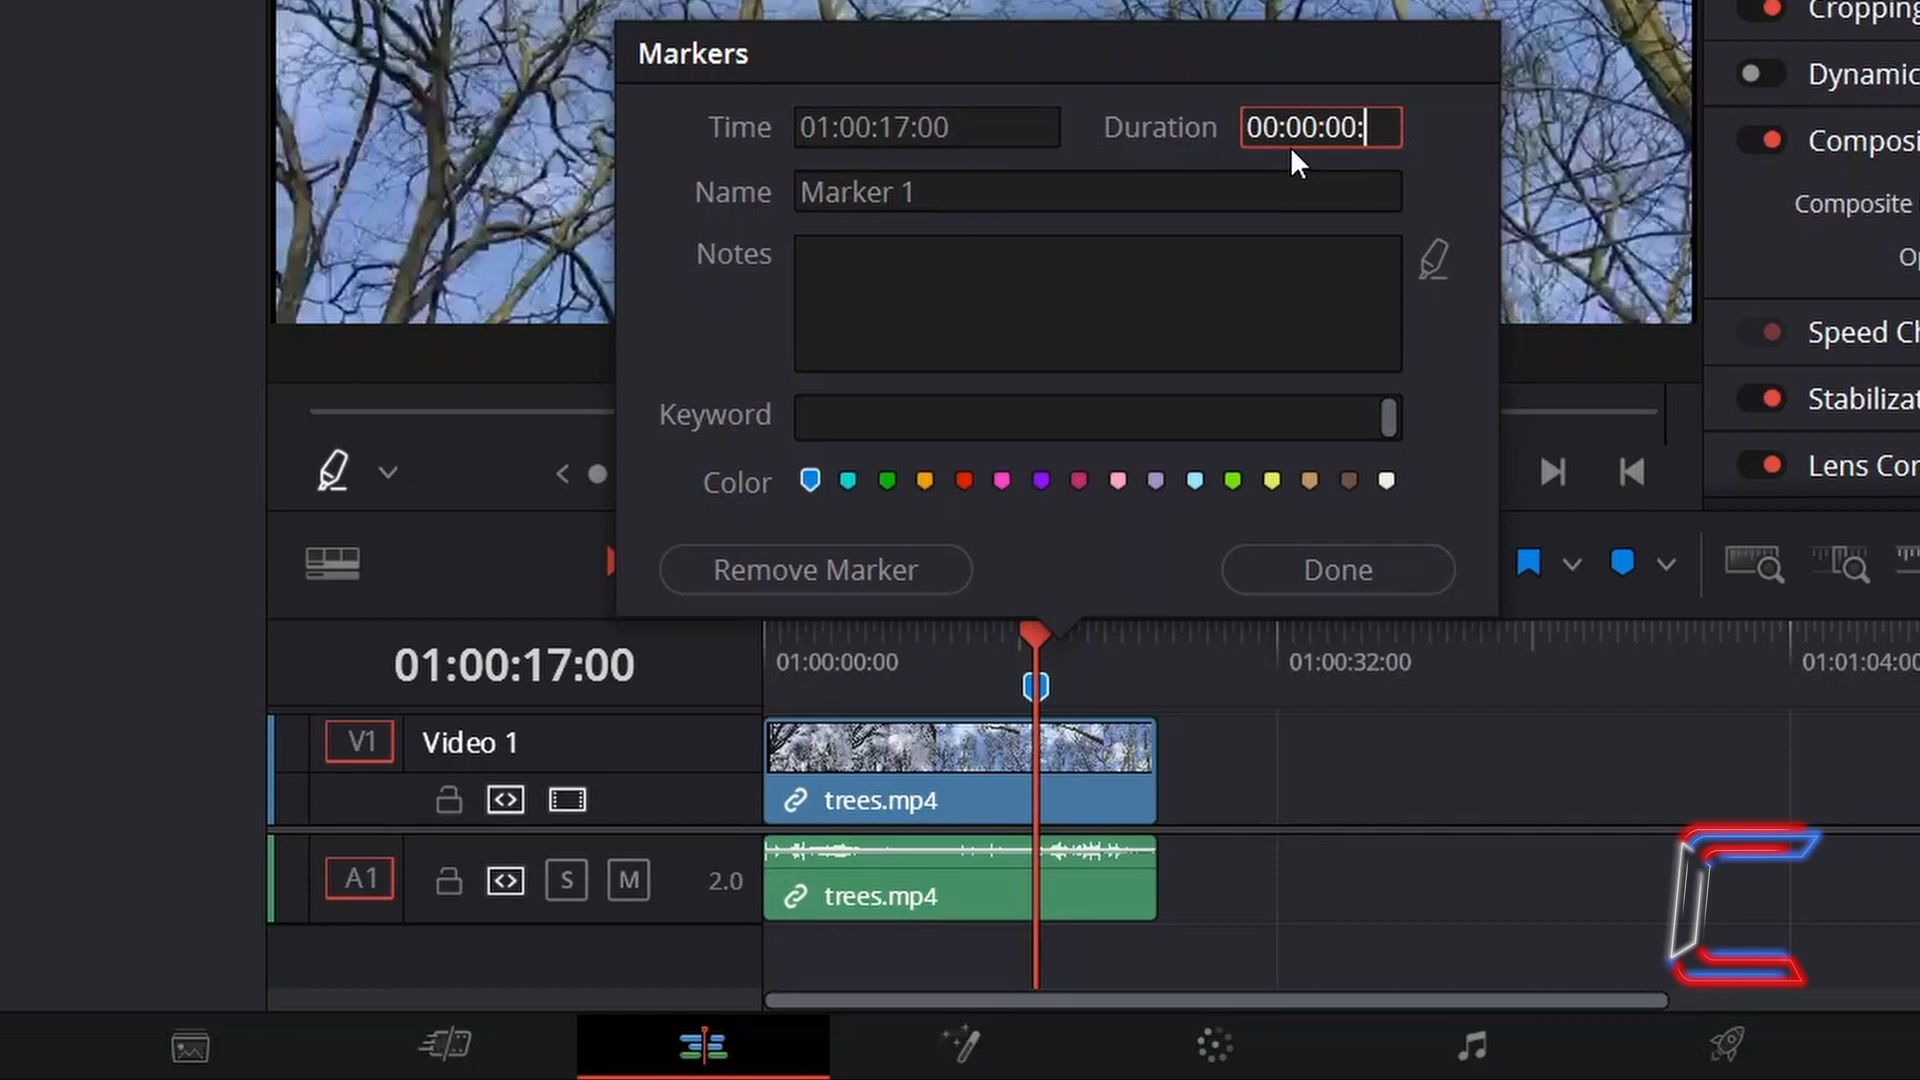 Markers
Time 01:00:17:00 Duration 00:00:00:
Name Marker 1
Notes
Keyword
Color
Remove Marker Done
Cropping
Dynamic
Composi
Composite
Op
Speed Ch
Stabilizat
Lens Cor
01:00:17:00
01:00:00:00 01:00:32:00 01:01:04:00
V1 Video 1
trees.mp4
A1 S M 2.0
trees.mp4